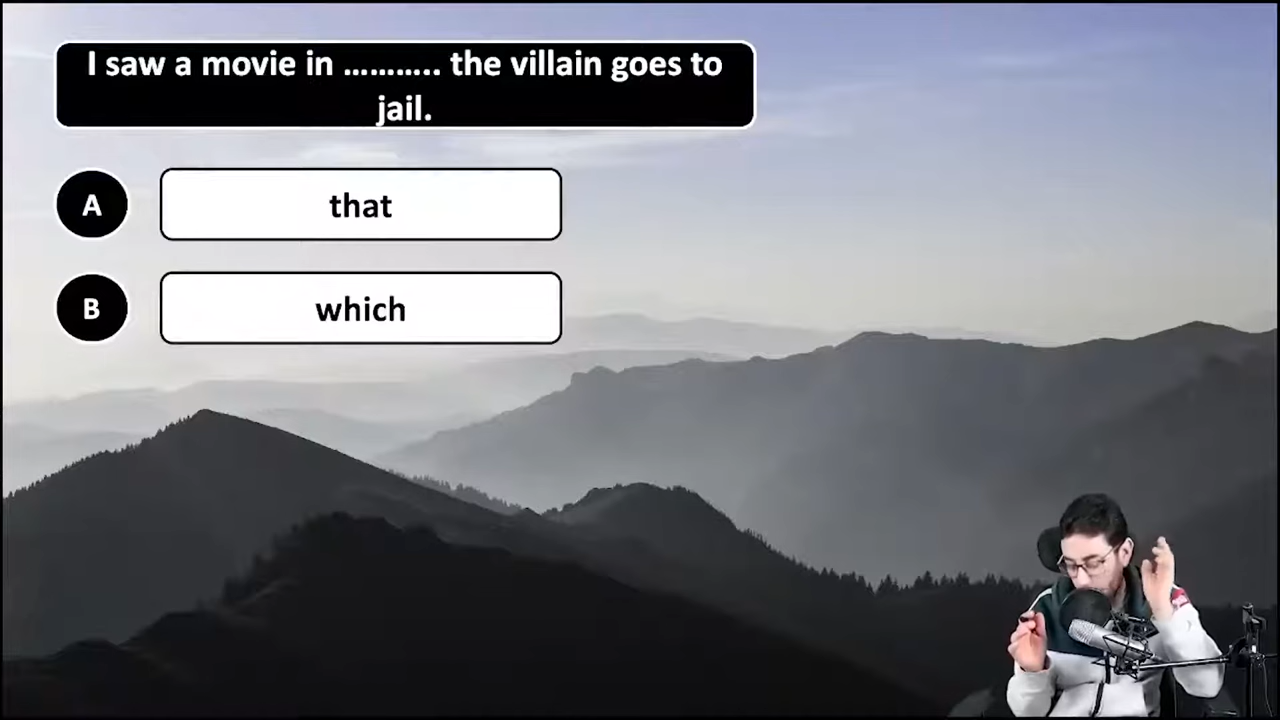 I saw a movie in ……….. the villain goes to
jail.
A
that
B
which